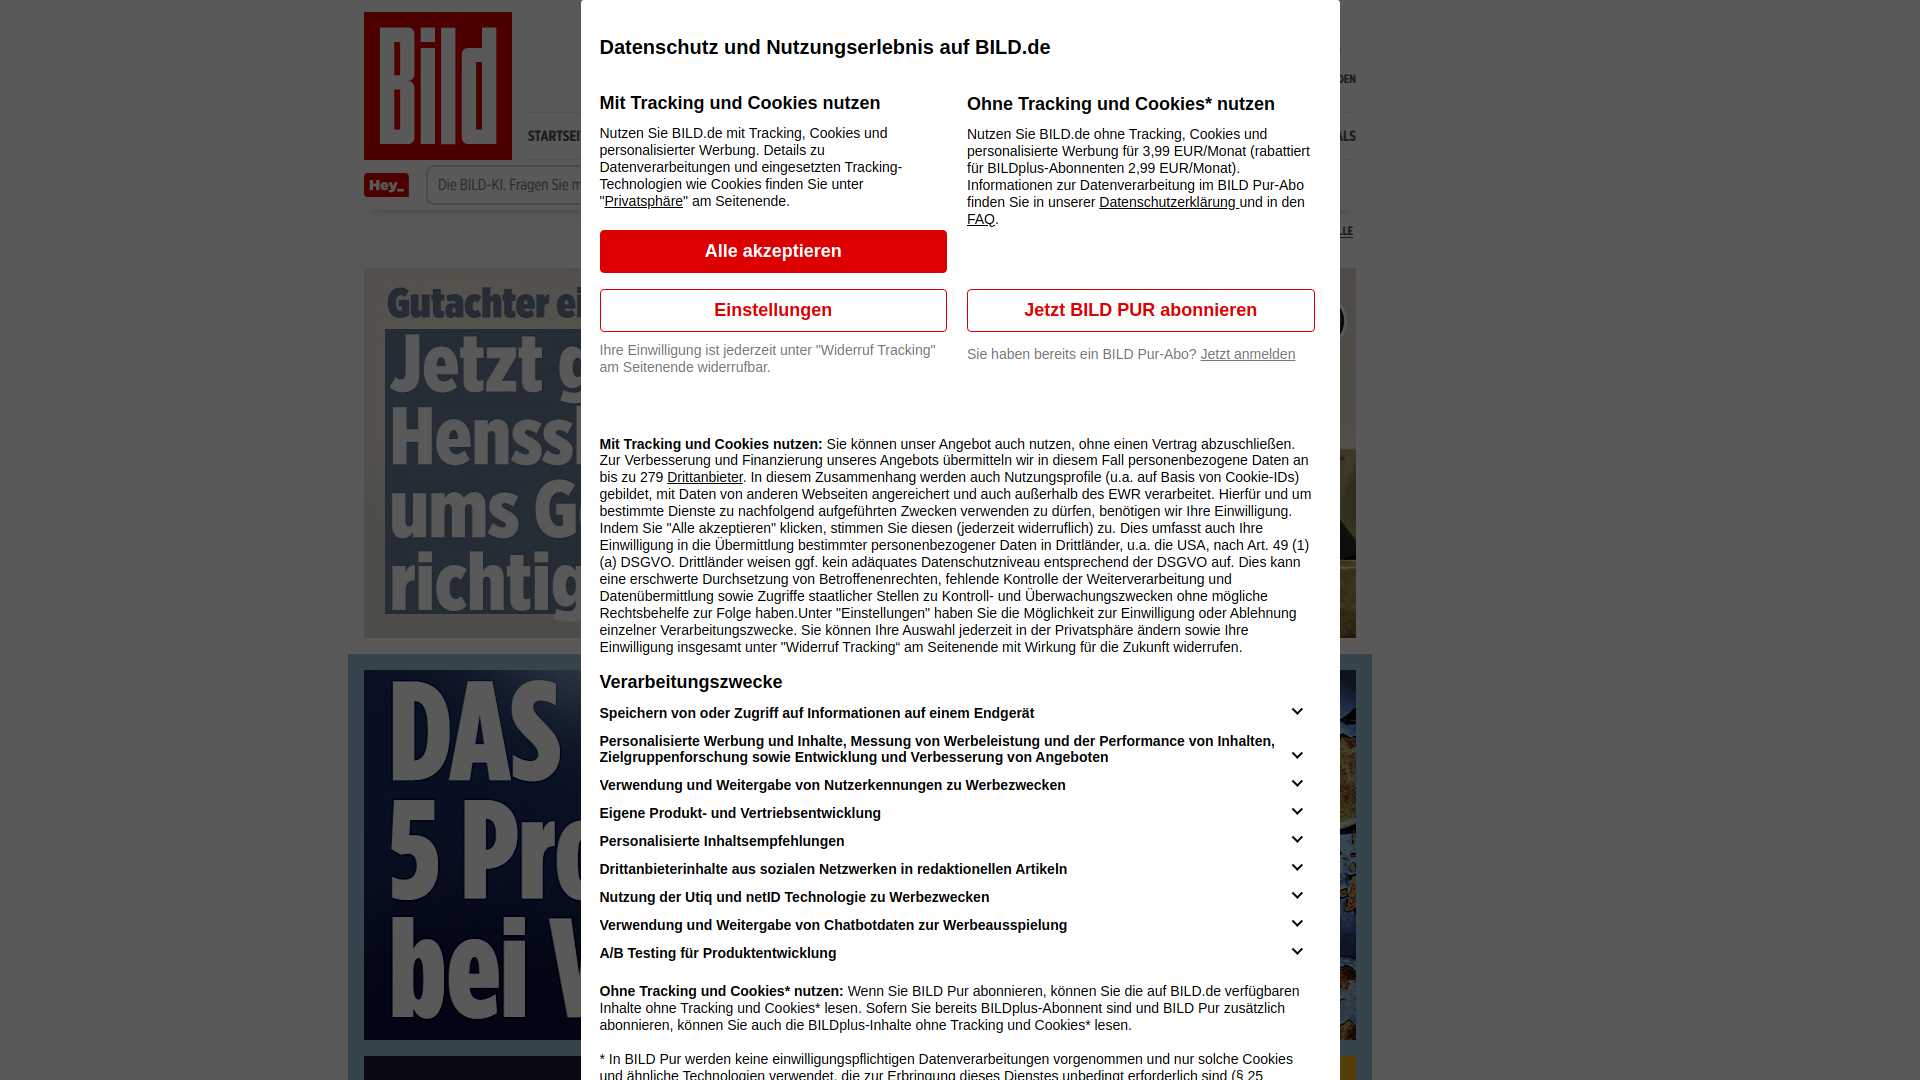 Bild
DEN
STARTSEI
ALS
Hey_
Die BILD-KI. Fragen Sie m
LLE
Gutachter ei
Jetzt g
Henssl
ums G
richtig
DAS
5 Pro
bei
Datenschutz und Nutzungserlebnis auf BILD.de
Mit Tracking und Cookies nutzen
Nutzen Sie BILD.de mit Tracking, Cookies und
personalisierter Werbung. Details zu
Datenverarbeitungen und eingesetzten Tracking-
Technologien wie Cookies finden Sie unter
"Privatsphäre" am Seitenende.
Alle akzeptieren
Einstellungen
Ihre Einwilligung ist jederzeit unter "Widerruf Tracking"
am Seitenende widerrufbar.
Ohne Tracking und Cookies* nutzen
Nutzen Sie BILD.de ohne Tracking, Cookies und
personalisierte Werbung für 3,99 EUR/Monat (rabattiert
für BILDplus-Abonnenten 2,99 EUR/Monat).
Informationen zur Datenverarbeitung im BILD Pur-Abo
finden Sie in unserer Datenschutzerklärung und in den
FAQ.
Jetzt BILD PUR abonnieren
Sie haben bereits ein BILD Pur-Abo? Jetzt anmelden
Mit Tracking und Cookies nutzen: Sie können unser Angebot auch nutzen, ohne einen Vertrag abzuschließen.
Zur Verbesserung und Finanzierung unseres Angebots übermitteln wir in diesem Fall personenbezogene Daten an
bis zu 279 Drittanbieter. In diesem Zusammenhang werden auch Nutzungsprofile (u.a. auf Basis von Cookie-IDs)
gebildet, mit Daten von anderen Webseiten angereichert und auch außerhalb des EWR verarbeitet. Hierfür und um
bestimmte Dienste zu nachfolgend aufgeführten Zwecken verwenden zu dürfen, benötigen wir Ihre Einwilligung.
Indem Sie "Alle akzeptieren" klicken, stimmen Sie diesen (jederzeit widerruflich) zu. Dies umfasst auch Ihre
Einwilligung in die Übermittlung bestimmter personenbezogener Daten in Drittländer, u.a. die USA, nach Art. 49 (1)
(a) DSGVO. Drittländer weisen ggf. kein adäquates Datenschutzniveau entsprechend der DSGVO auf. Dies kann
eine erschwerte Durchsetzung von Betroffenenrechten, fehlende Kontrolle der Weiterverarbeitung und
Datenübermittlung sowie Zugriffe staatlicher Stellen zu Kontroll- und Überwachungszwecken ohne mögliche
Rechtsbehelfe zur Folge haben.Unter "Einstellungen" haben Sie die Möglichkeit zur Einwilligung oder Ablehnung
einzelner Verarbeitungszwecke. Sie können Ihre Auswahl jederzeit in der Privatsphäre ändern sowie Ihre
Einwilligung insgesamt unter "Widerruf Tracking“ am Seitenende mit Wirkung für die Zukunft widerrufen.
Verarbeitungszwecke
Speichern von oder Zugriff auf Informationen auf einem Endgerät
Personalisierte Werbung und Inhalte, Messung von Werbeleistung und der Performance von Inhalten,
Zielgruppenforschung sowie Entwicklung und Verbesserung von Angeboten
Verwendung und Weitergabe von Nutzerkennungen zu Werbezwecken
Eigene Produkt- und Vertriebsentwicklung
Personalisierte Inhaltsempfehlungen
Drittanbieterinhalte aus sozialen Netzwerken in redaktionellen Artikeln
Nutzung der Utiq und netID Technologie zu Werbezwecken
Verwendung und Weitergabe von Chatbotdaten zur Werbeausspielung
A/B Testing für Produktentwicklung
Ohne Tracking und Cookies* nutzen: Wenn Sie BILD Pur abonnieren, können Sie die auf BILD.de verfügbaren
Inhalte ohne Tracking und Cookies* lesen. Sofern Sie bereits BILDplus-Abonnent sind und BILD Pur zusätzlich
abonnieren, können Sie auch die BILDplus-Inhalte ohne Tracking und Cookies* lesen.
* In BILD Pur werden keine einwilligungspflichtigen Datenverarbeitungen vorgenommen und nur solche Cookies
und ähnliche Technologien verwendet, die zur Erbringung dieses Dienstes unbedingt erforderlich sind (§ 25